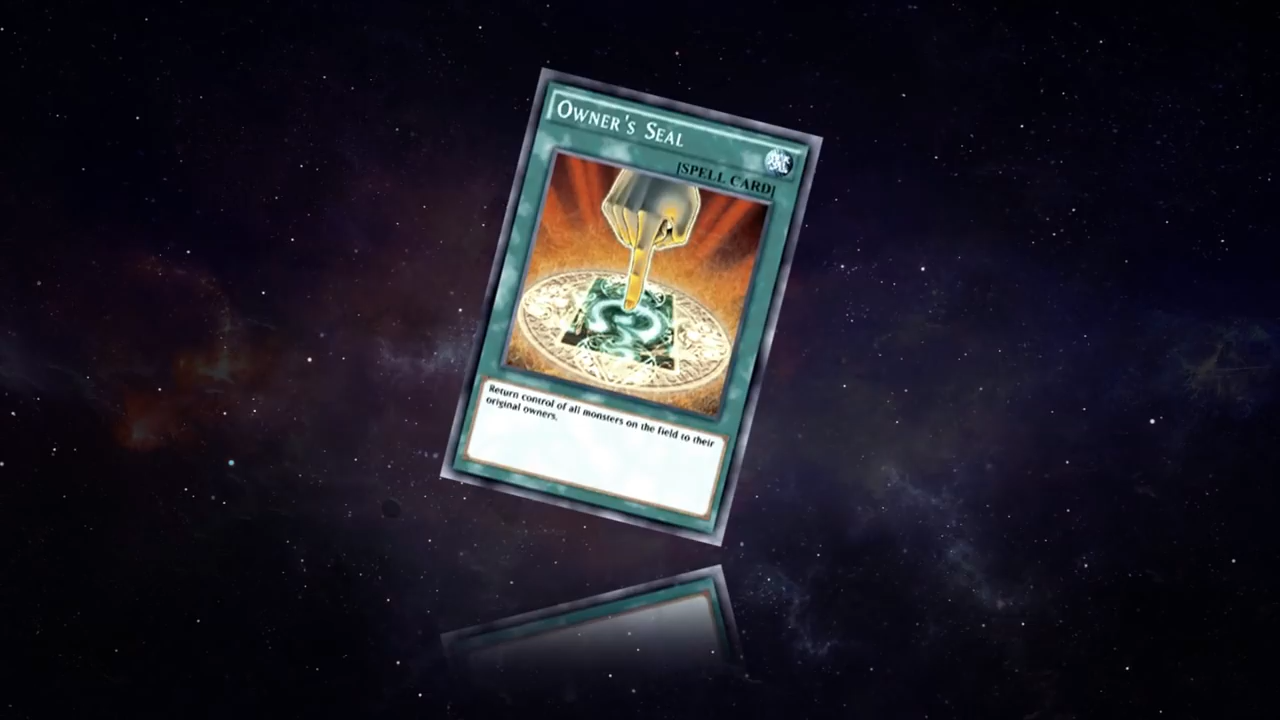 OWNER'S SEAL
[SPELL CARD]
Return control of all monsters on the field to their
original owners.